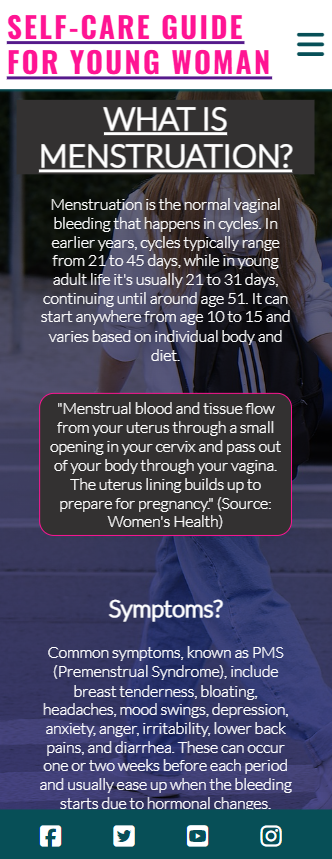 SELF-CARE GUIDE
FOR YOUNG WOMAN
WHAT IS
MENSTRUATION?
Menstruation is the normal vaginal
bleeding that happens in cycles. In
earlier years, cycles typically range
from 21 to 45 days, while in young
adult life it's usually 21 to 31 days,
continuing until around age 51. It can
start anywhere from age 10 to 15 and
varies based on individual body and
diet.
"Menstrual blood and tissue flow
from your uterus through a small
opening in your cervix and pass out
of your body through your vagina.
The uterus lining builds up to
prepare for pregnancy." (Source:
Women's Health)
Symptoms?
Common symptoms, known as PMS
(Premenstrual Syndrome), include
breast tenderness, bloating,
headaches, mood swings, depression,
anxiety, anger, irritability, lower back
pains, and diarrhea. These can occur
one or two weeks before each period
and usually ease up when the bleeding
starts due to hormonal changes.